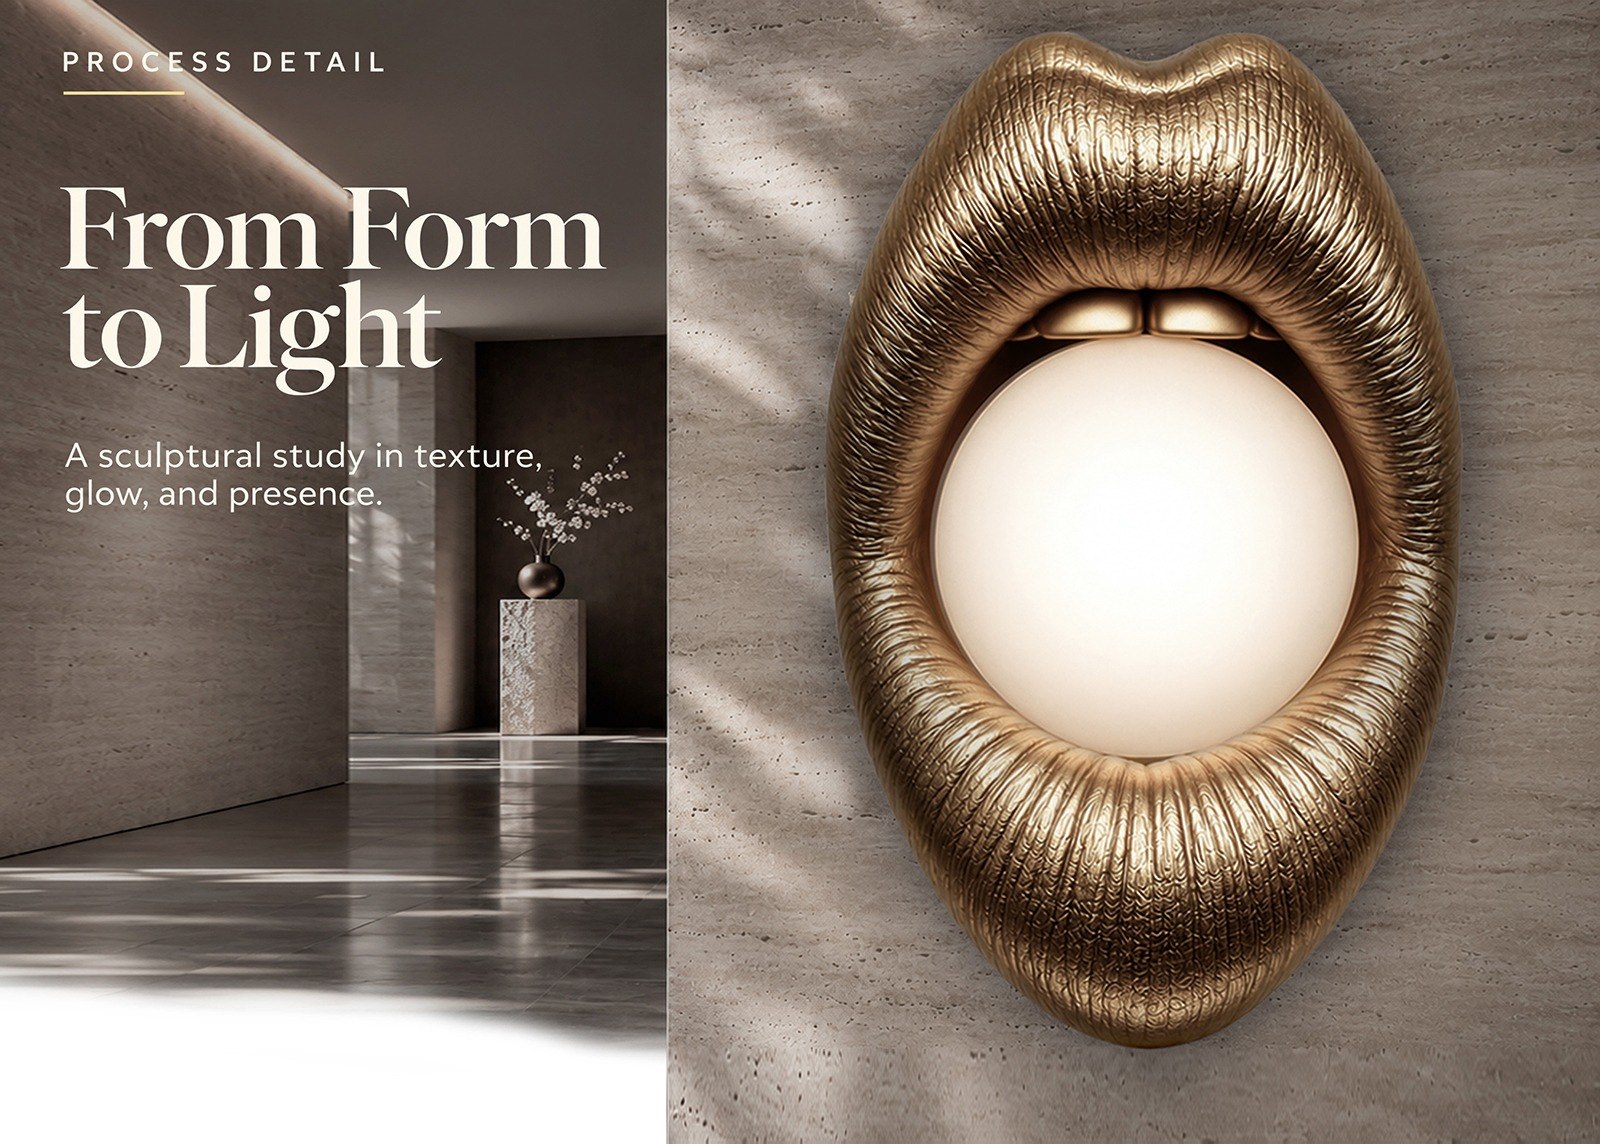 PROCESS DETAIL
From Form
to Light
A sculptural study in texture,
glow, and presence.